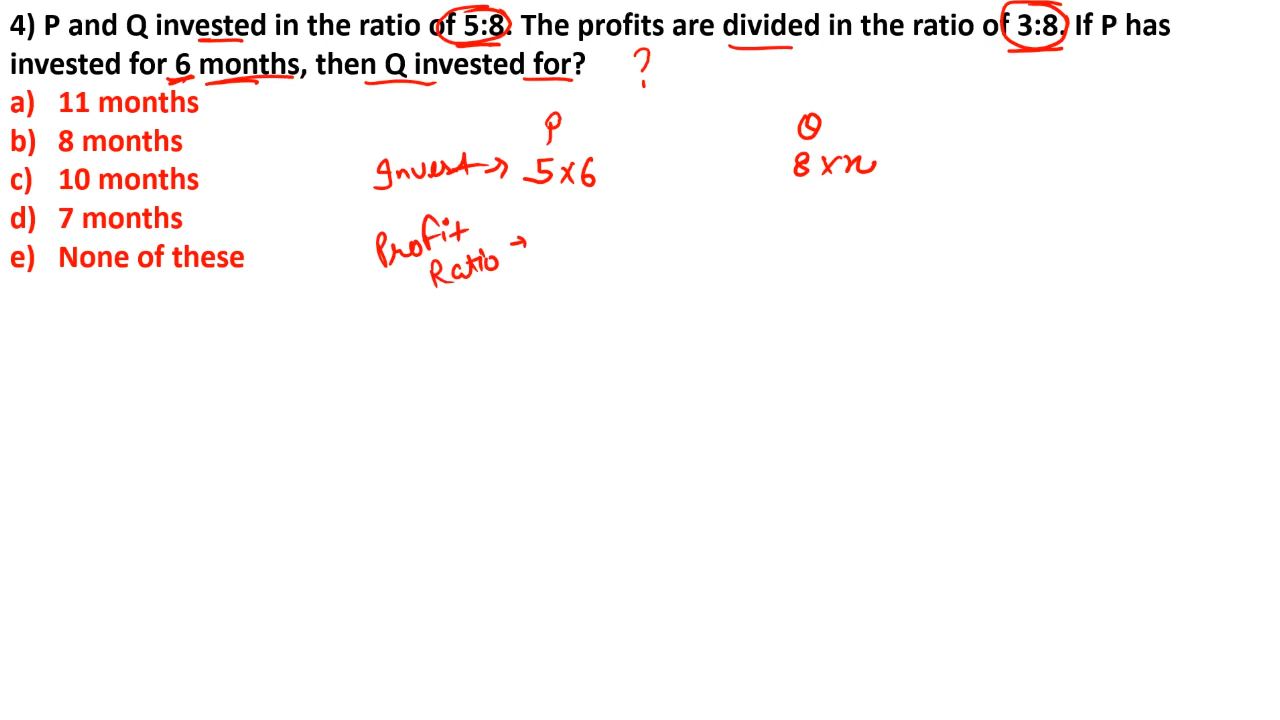 4) P and Q invested in the ratio of 5:8. The profits are divided in the ratio of 3:8. If P has
invested for 6 months, then Q invested for? ?
a) 11 months
b) 8 months
c) 10 months
d) 7 months
e) None of these
P Q
Invest → 5×6 8×x
Profit
Ratio →